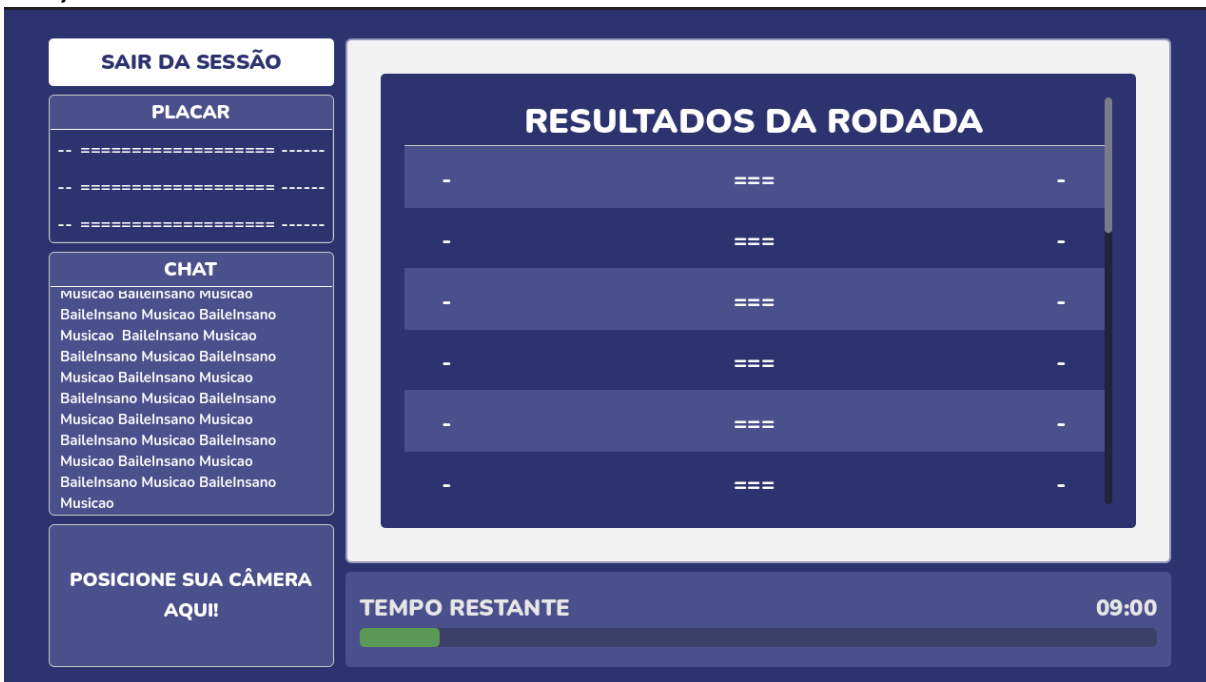 SAIR DA SESSÃO
PLACAR
-- =================== ------
-- =================== ------
-- =================== ------
CHAT
Musicao BaileInsano Musicao
BaileInsano Musicao BaileInsano
Musicao BaileInsano Musicao
BaileInsano Musicao BaileInsano
Musicao BaileInsano Musicao
BaileInsano Musicao BaileInsano
Musicao BaileInsano Musicao
BaileInsano Musicao BaileInsano
Musicao BaileInsano Musicao
BaileInsano Musicao BaileInsano
Musicao
POSICIONE SUA CÂMERA
AQUI!
RESULTADOS DA RODADA
- === -
- === -
- === -
- === -
- === -
- === -
TEMPO RESTANTE 09:00